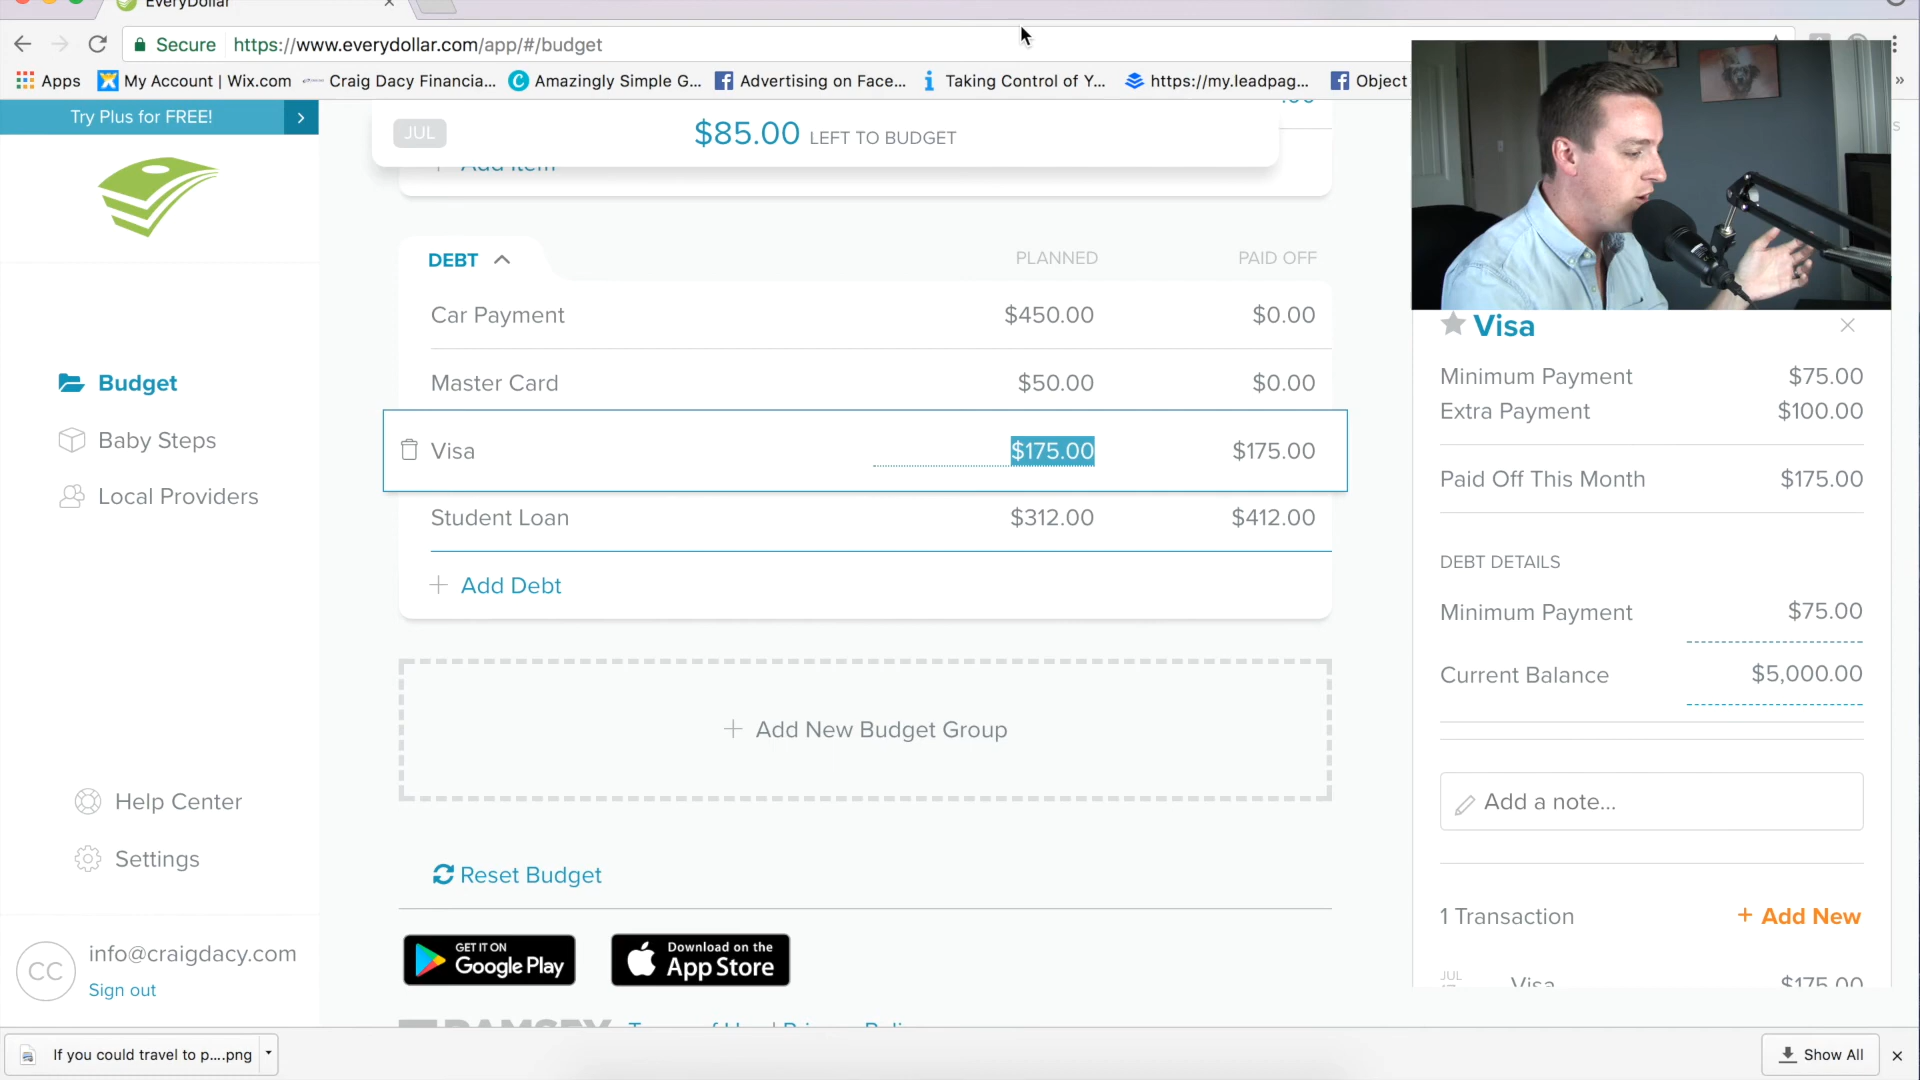 EveryDollar
Secure https://www.everydollar.com/app/#/budget
Apps My Account | Wix.com Craig Dacy Financia... Amazingly Simple G... Advertising on Face... Taking Control of Y... https://my.leadpag... Object »
Try Plus for FREE!
JUL $85.00 LEFT TO BUDGET
Add Item
DEBT PLANNED PAID OFF
Car Payment $450.00 $0.00
Master Card $50.00 $0.00
Visa $175.00 $175.00
Student Loan $312.00 $412.00
+ Add Debt
+ Add New Budget Group
Reset Budget
GET IT ON
Google Play
Download on the
App Store
Budget
Baby Steps
Local Providers
Help Center
Settings
CC
info@craigdacy.com
Sign out
Visa
Minimum Payment $75.00
Extra Payment $100.00
Paid Off This Month $175.00
DEBT DETAILS
Minimum Payment $75.00
Current Balance $5,000.00
Add a note...
1 Transaction + Add New
JUL Visa $175.00
If you could travel to p....png
Show All